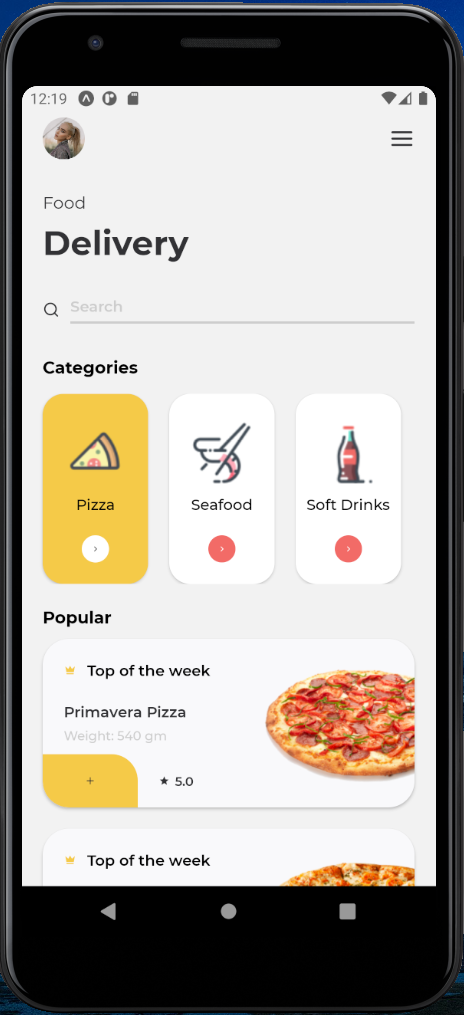 12:19
Food
Delivery
Search
Categories
Pizza
Seafood
Soft Drinks
Popular
Top of the week
Primavera Pizza
Weight: 540 gm
+
5.0
Top of the week